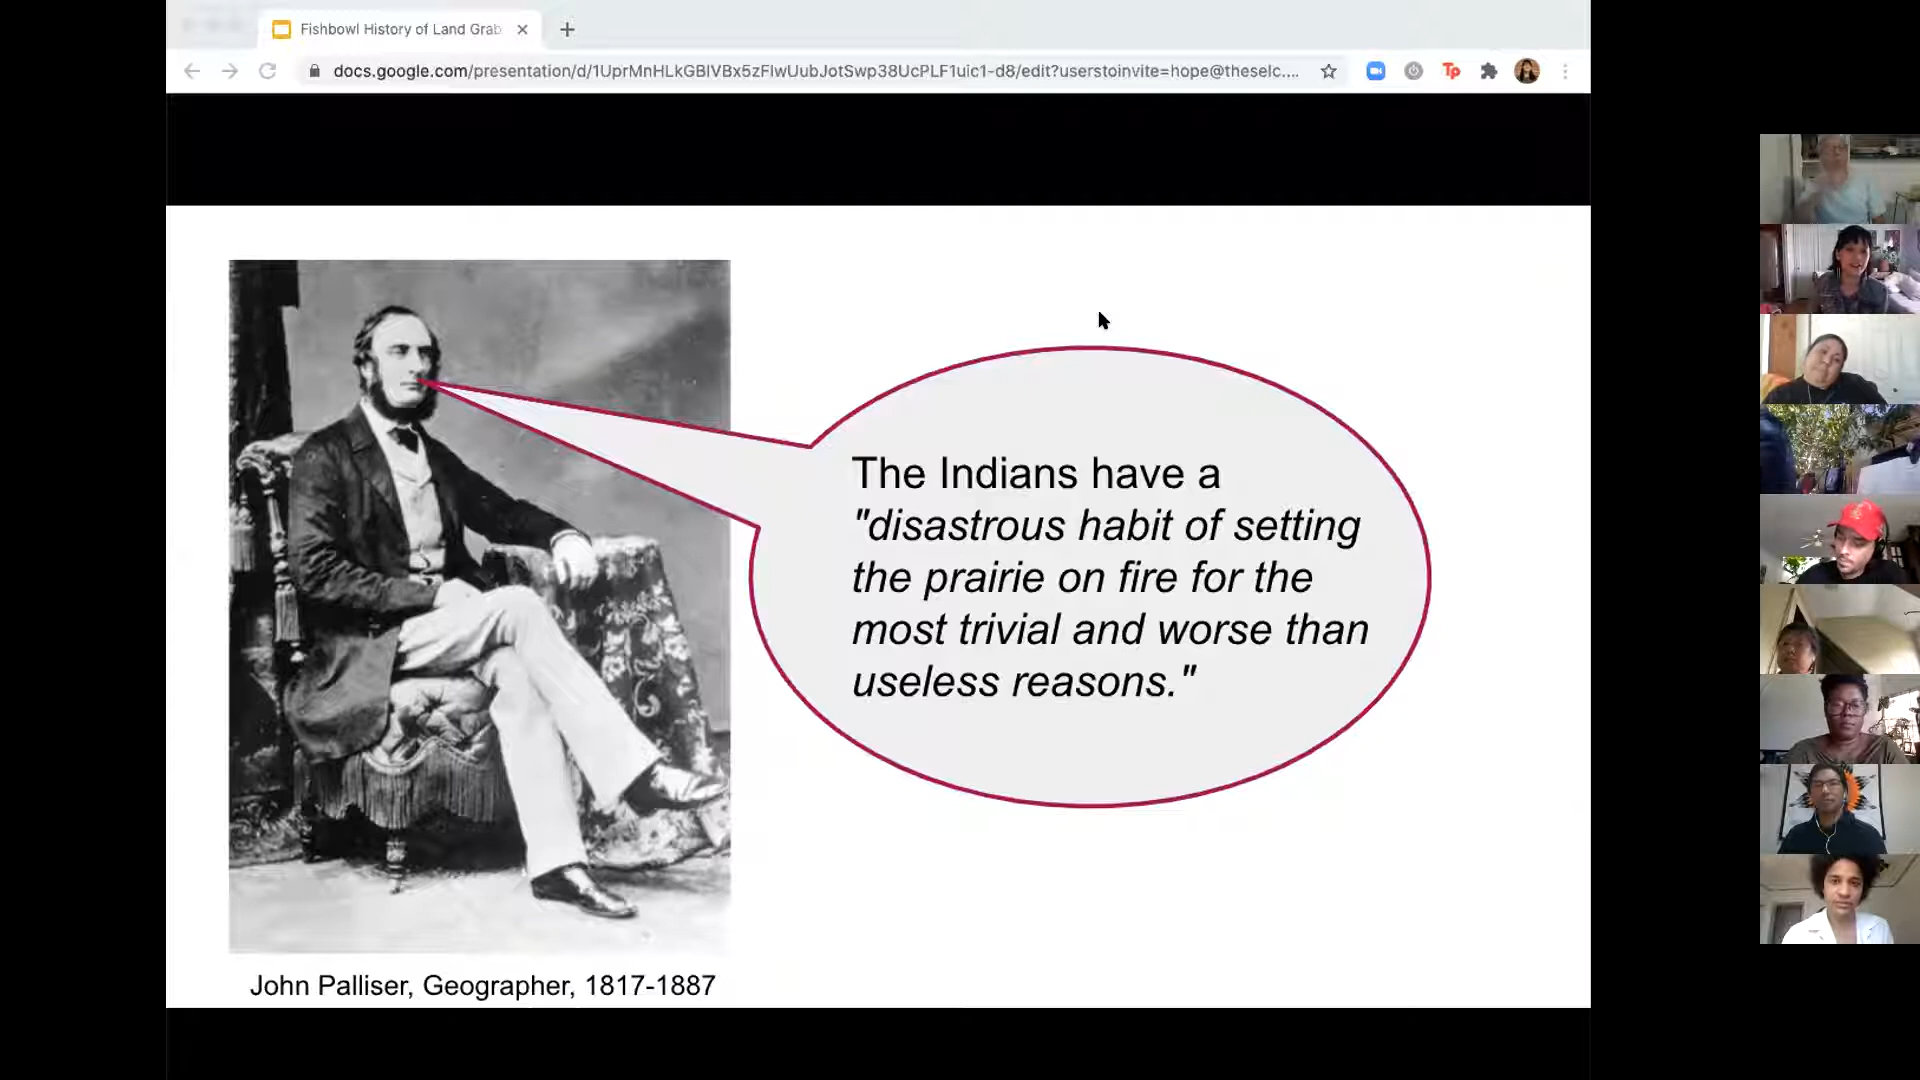 Fishbowl History of Land Grab
docs.google.com/presentation/d/1UprMnHLkGBIVBx5zFIwUubJotSwp38UcPLF1uic1-d8/edit?userstoinvite=hope@theselc....
Tp
The Indians have a
"disastrous habit of setting
the prairie on fire for the
most trivial and worse than
useless reasons."
John Palliser, Geographer, 1817-1887